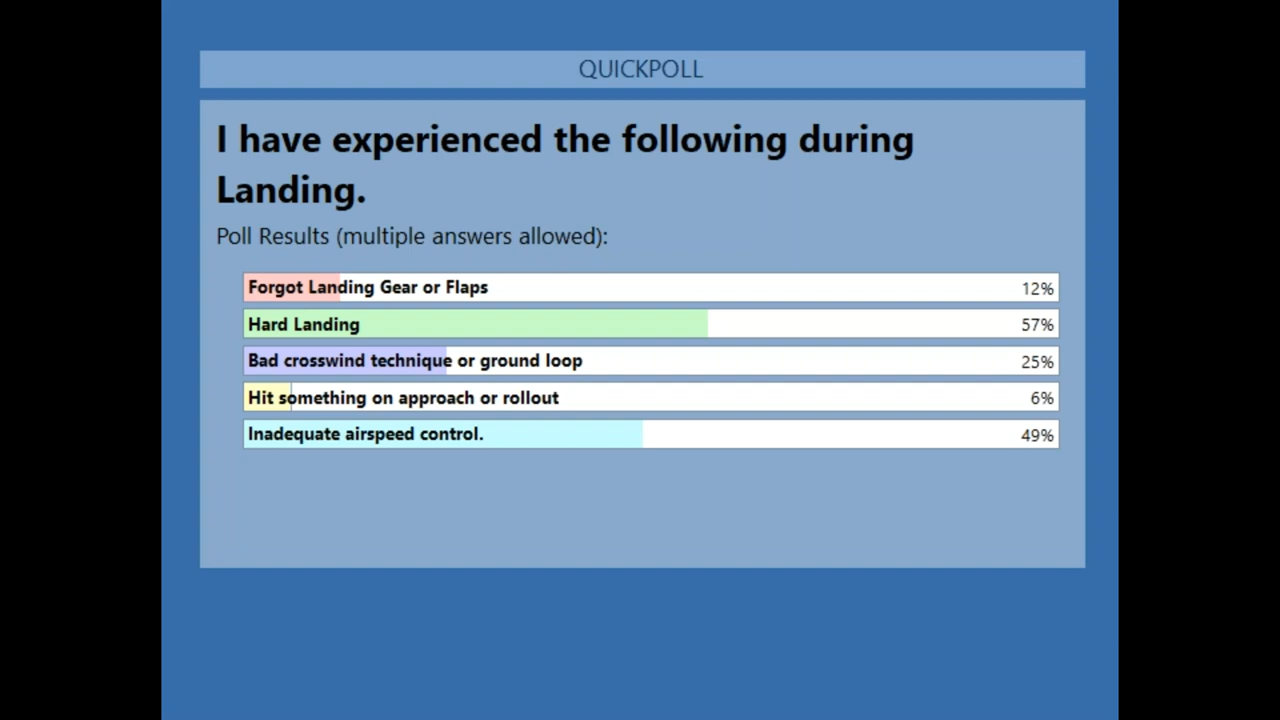 QUICKPOLL
I have experienced the following during
Landing.
Poll Results (multiple answers allowed):
Forgot Landing Gear or Flaps 12%
Hard Landing 57%
Bad crosswind technique or ground loop 25%
Hit something on approach or rollout 6%
Inadequate airspeed control. 49%